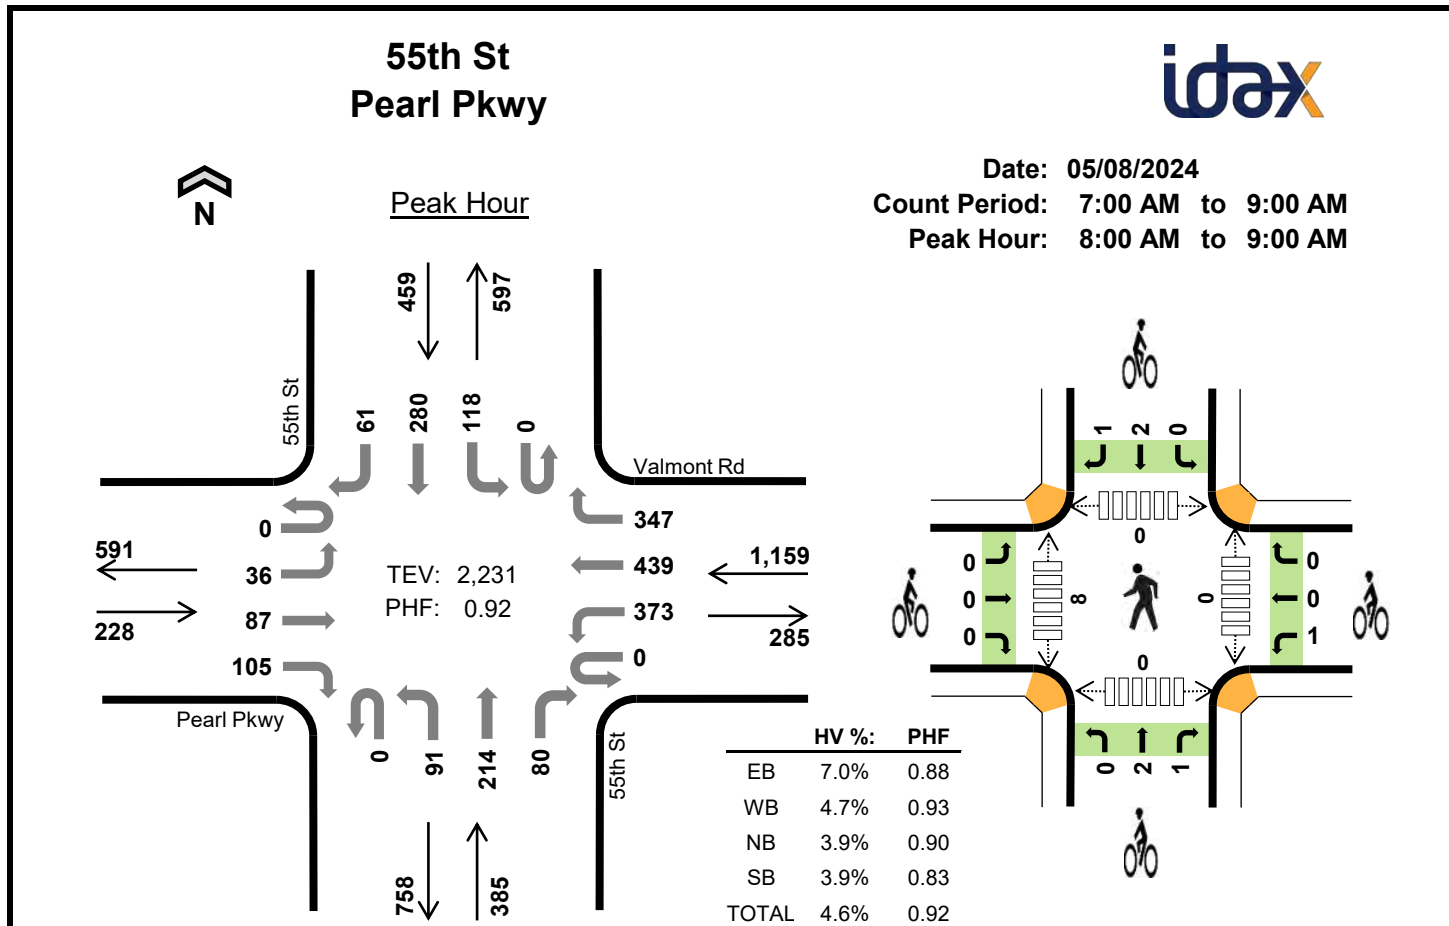 55th St
Pearl Pkwy
idax
Date: 05/08/2024
Count Period: 7:00 AM to 9:00 AM
Peak Hour: 8:00 AM to 9:00 AM
N
Peak Hour
459
597
55th St
61
280
118
0
Valmont Rd
0
36
87
105
591
228
TEV: 2,231
PHF: 0.92
347
439
373
0
1,159
285
Pearl Pkwy
0
91
214
80
55th St
758
385
HV %: PHF
EB 7.0% 0.88
WB 4.7% 0.93
NB 3.9% 0.90
SB 3.9% 0.83
TOTAL 4.6% 0.92
1 2 0
0
0
0
0
8
0
0
0
1
0
0 2 1